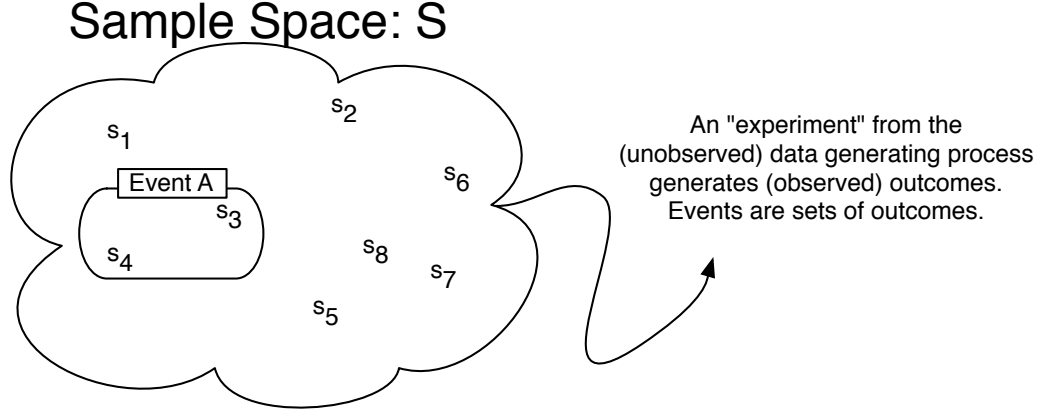 Sample Space: S
s2
s1
An "experiment" from the
(unobserved) data generating process
generates (observed) outcomes.
Events are sets of outcomes.
s6
Event A
s3
s8
s4
s7
s5